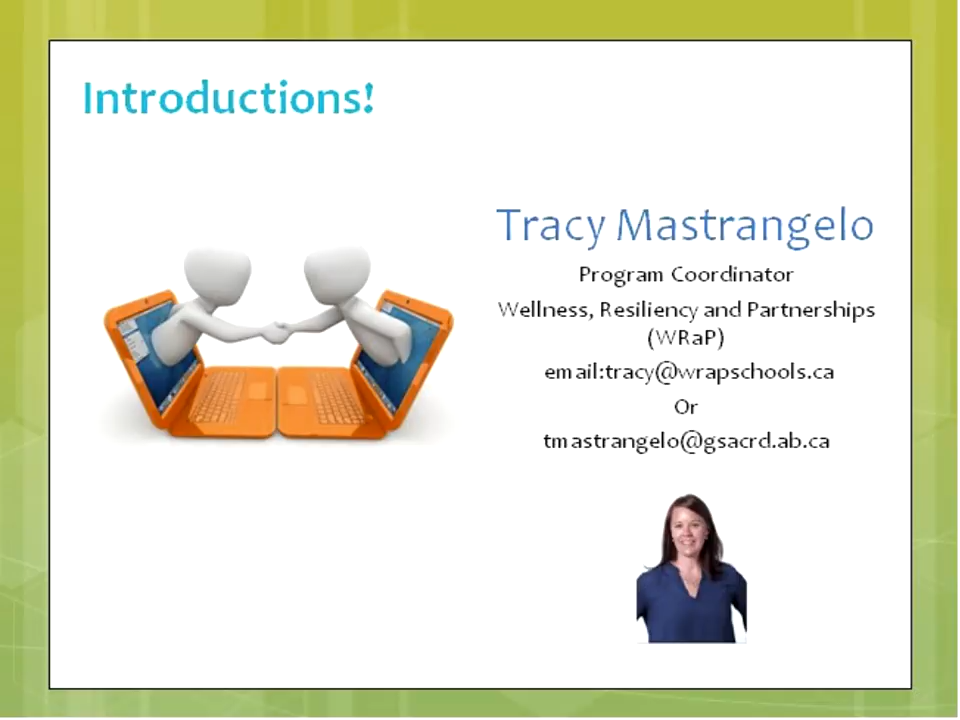 Introductions!
Tracy Mastrangelo
Program Coordinator
Wellness, Resiliency and Partnerships
(WRaP)
email:tracy@wrapschools.ca
Or
tmastrangelo@gsacrd.ab.ca